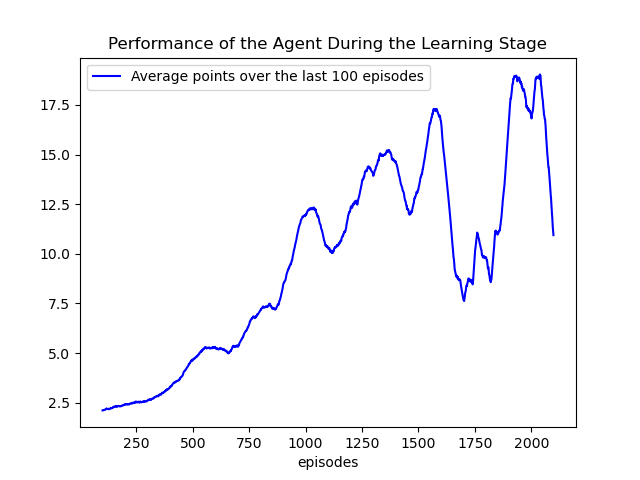 Performance of the Agent During the Learning Stage
Average points over the last 100 episodes
17.5
15.0
12.5
10.0
7.5
5.0
2.5
250 500 750 1000 1250 1500 1750 2000
episodes